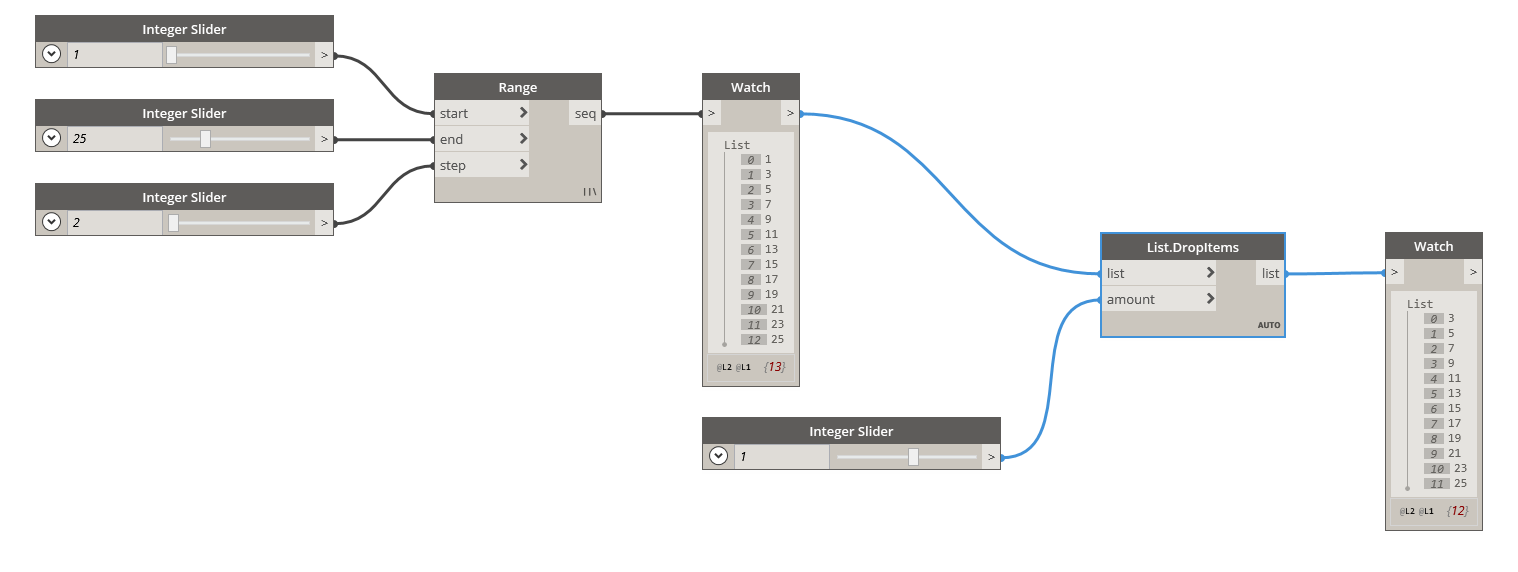 Integer Slider
1 >
Integer Slider
25 >
Integer Slider
2 >
Range
start > seq
end >
step >
Watch
> >
List
0 1
1 3
2 5
3 7
4 9
5 11
6 13
7 15
8 17
9 19
10 21
11 23
12 25
@L2 @L1 {13}
Integer Slider
1 >
List.DropItems
list > list
amount >
AUTO
Watch
> >
List
0 3
1 5
2 7
3 9
4 11
5 13
6 15
7 17
8 19
9 21
10 23
11 25
@L2 @L1 {12}